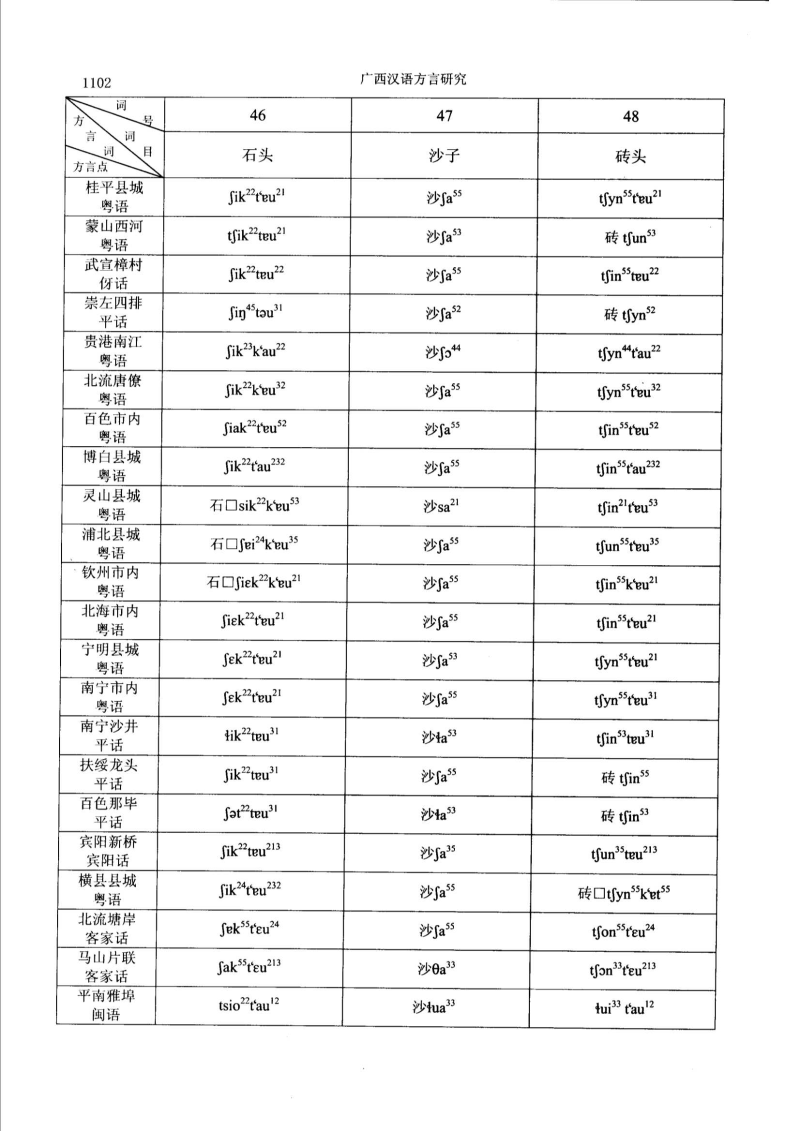 1102 广西汉语方言研究
词号 46 47 48
方言词 词目 方言点 石头 沙子 砖头
桂平县城 粤语 ʃik²²tʻɐu²¹ 沙ʃa⁵⁵ tʃyn⁵⁵tʻɐu²¹
蒙山西河 粤语 tʃik²²tɐu²¹ 沙ʃa⁵³ 砖 tʃun⁵³
武宣樟村 伢话 ʃik²²tɐu²² 沙ʃa⁵⁵ tʃin⁵⁵tɐu²²
崇左四排 平话 ʃiŋ⁴⁵təu³¹ 沙ʃa⁵² 砖 tʃyn⁵²
贵港南江 粤语 ʃik²³kʻau²² 沙ʃɔ⁴⁴ tʃyn⁴⁴tʻau²²
北流唐僚 粤语 ʃik²²kʻɐu³² 沙ʃa⁵⁵ tʃyn⁵⁵tʻɐu³²
百色市内 粤语 ʃiak²²tʻɐu⁵² 沙ʃa⁵⁵ tʃin⁵⁵tʻɐu⁵²
博白县城 粤语 ʃik²²tʻau²³² 沙ʃa⁵⁵ tʃin⁵⁵tʻau²³²
灵山县城 粤语 石□sik²²kʻɐu⁵³ 沙sa²¹ tʃin²¹tʻɐu⁵³
浦北县城 粤语 石□ʃɐi²⁴kʻɐu³⁵ 沙ʃa⁵⁵ tʃun⁵⁵tʻɐu³⁵
钦州市内 粤语 石□ʃiɛk²²kʻɐu²¹ 沙ʃa⁵⁵ tʃin⁵⁵kʻɐu²¹
北海市内 粤语 ʃiɛk²²tʻɐu²¹ 沙ʃa⁵⁵ tʃin⁵⁵tʻɐu²¹
宁明县城 粤语 ʃɛk²²tʻɐu²¹ 沙ʃa⁵³ tʃyn⁵⁵tʻɐu²¹
南宁市内 粤语 ʃɛk²²tʻɐu²¹ 沙ʃa⁵⁵ tʃyn⁵⁵tʻɐu³¹
南宁沙井 平话 ɬik²²tɐu³¹ 沙ɬa⁵³ tʃin⁵³tɐu³¹
扶绥龙头 平话 ʃik²²tɐu³¹ 沙ʃa⁵⁵ 砖 tʃin⁵⁵
百色那毕 平话 ʃət²²tɐu³¹ 沙ɬa⁵³ 砖 tʃin⁵³
宾阳新桥 宾阳话 ʃik²²tɐu²¹³ 沙ʃa³⁵ tʃun³⁵tɐu²¹³
横县县城 粤语 ʃik²⁴tʻɐu²³² 沙ʃa⁵⁵ 砖□tʃyn⁵⁵kʻɐt⁵⁵
北流塘岸 客家话 ʃɐk⁵⁵tʻɛu²⁴ 沙ʃa⁵⁵ tʃon⁵⁵tʻɛu²⁴
马山片联 客家话 ʃak⁵⁵tʻɛu²¹³ 沙θa³³ tʃɔn³³tʻɛu²¹³
平南雅埠 闽语 tsio²²tʻau¹² 沙ɬua³³ ɬui³³ tʻau¹²